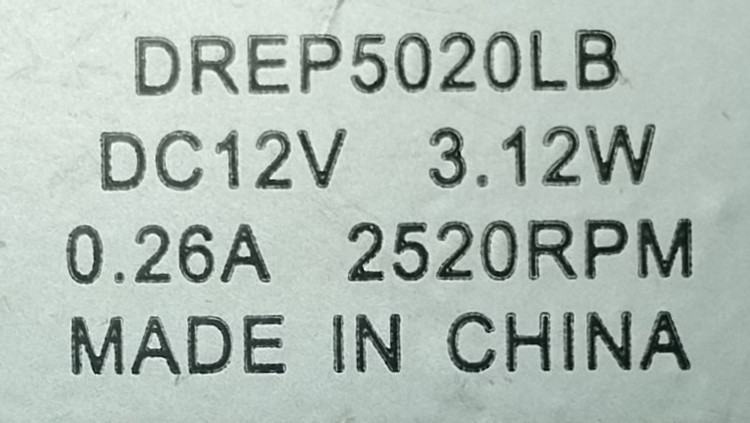 DREP5020LB
DC12V 3.12W
0.26A 2520RPM
MADE IN CHINA